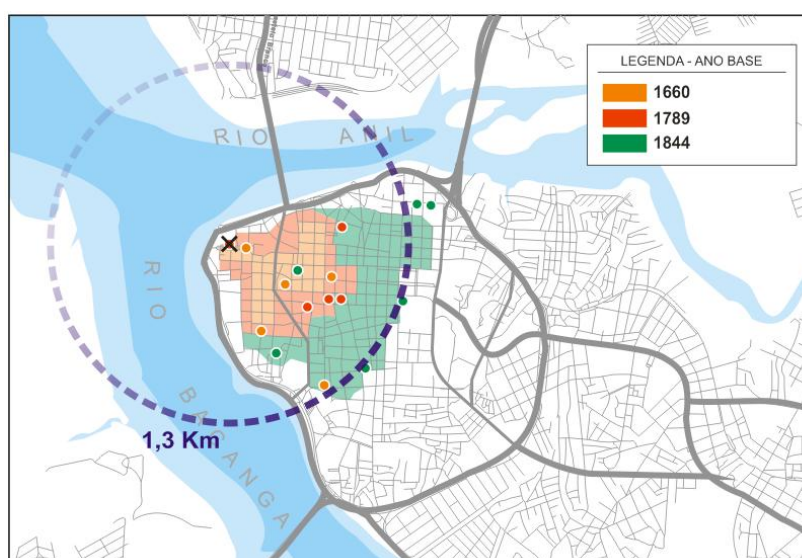 LEGENDA - ANO BASE
1660
1789
1844
RIO ANIL
RIO BACANGA
1,3 Km